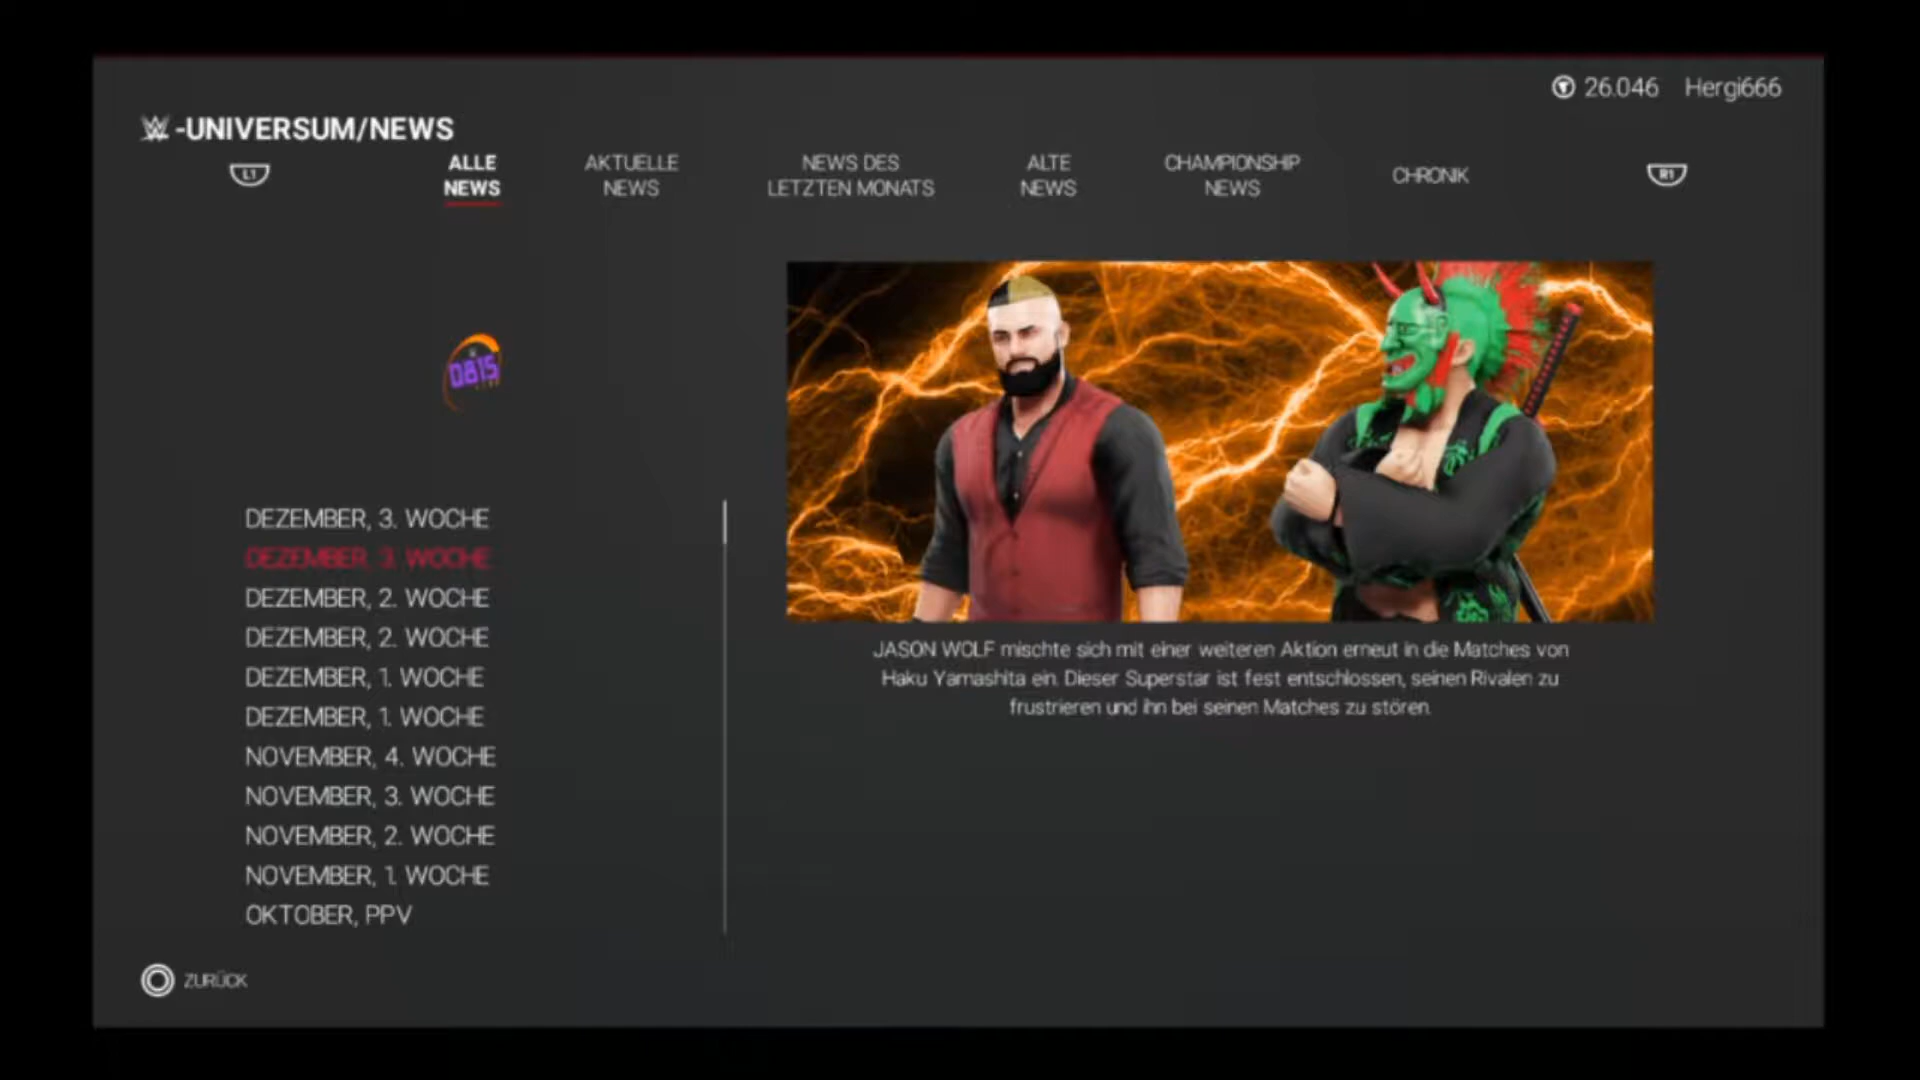 26.046 Hergi666
-UNIVERSUM/NEWS
L1
ALLE
NEWS
AKTUELLE
NEWS
NEWS DES
LETZTEN MONATS
ALTE
NEWS
CHAMPIONSHIP
NEWS
CHRONIK
R1
0815
DEZEMBER, 3. WOCHE
DEZEMBER, 3. WOCHE
DEZEMBER, 2. WOCHE
DEZEMBER, 2. WOCHE
DEZEMBER, 1. WOCHE
DEZEMBER, 1. WOCHE
NOVEMBER, 4. WOCHE
NOVEMBER, 3. WOCHE
NOVEMBER, 2. WOCHE
NOVEMBER, 1. WOCHE
OKTOBER, PPV
JASON WOLF mischte sich mit einer weiteren Aktion erneut in die Matches von
Haku Yamashita ein. Dieser Superstar ist fest entschlossen, seinen Rivalen zu
frustrieren und ihn bei seinen Matches zu stören.
ZURÜCK